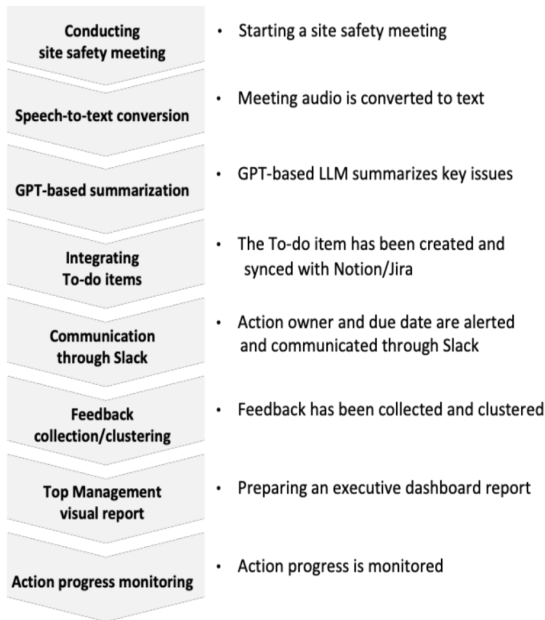 Conducting
site safety meeting
• Starting a site safety meeting
Speech-to-text conversion
• Meeting audio is converted to text
GPT-based summarization
• GPT-based LLM summarizes key issues
Integrating
To-do items
• The To-do item has been created and
synced with Notion/Jira
Communication
through Slack
• Action owner and due date are alerted
and communicated through Slack
Feedback
collection/clustering
• Feedback has been collected and clustered
Top Management
visual report
• Preparing an executive dashboard report
Action progress monitoring
• Action progress is monitored